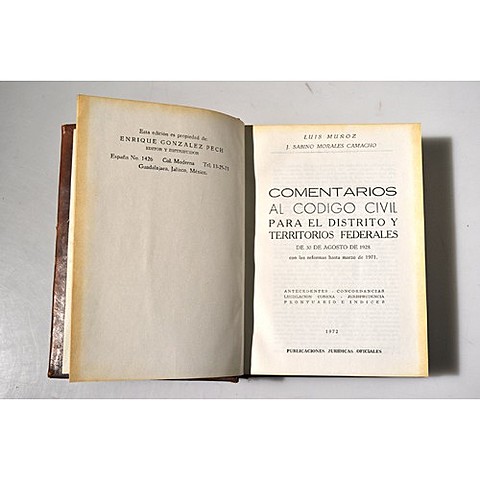 Esta edición es propiedad de:
ENRIQUE GONZALEZ PECH.
EDITOR Y DISTRIBUIDOR
España No. 1426 Col. Moderna Tel. 15-29-71
Guadalajara, Jalisco, México.
LUIS MUÑOZ
J. SABINO MORALES CAMACHO
COMENTARIOS
AL CODIGO CIVIL
PARA EL DISTRITO Y
TERRITORIOS FEDERALES
DE 30 DE AGOSTO DE 1928
con las reformas hasta marzo de 1971.
ANTECEDENTES - CONCORDANCIAS
LEGISLACION - JURISPRUDENCIA
PRONTUARIO E INDICES
1972
PUBLICACIONES JURIDICAS OFICIALES